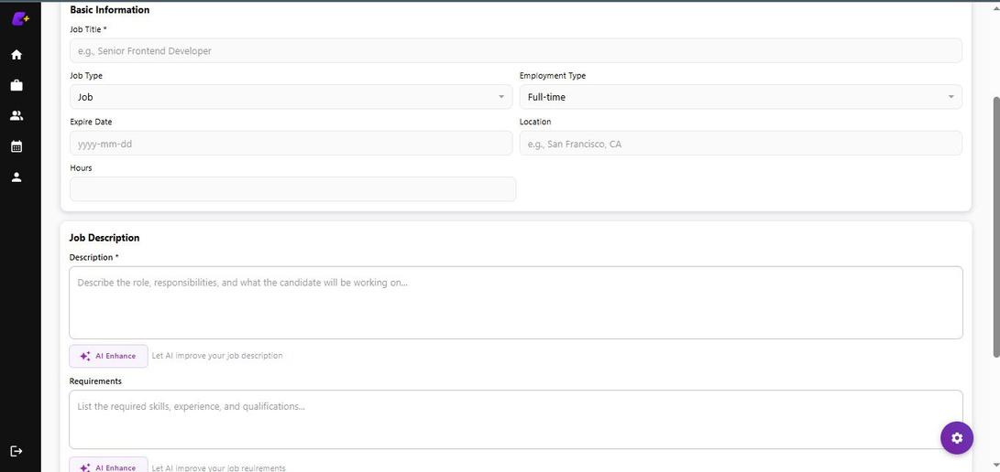 Basic Information
Job Title *
e.g., Senior Frontend Developer
Job Type
Employment Type
Job
Full-time
Expire Date
Location
yyyy-mm-dd
e.g., San Francisco, CA
Hours
Job Description
Description *
Describe the role, responsibilities, and what the candidate will be working on...
AI Enhance Let AI improve your job description
Requirements
List the required skills, experience, and qualifications...
AI Enhance Let AI improve your job reuirements